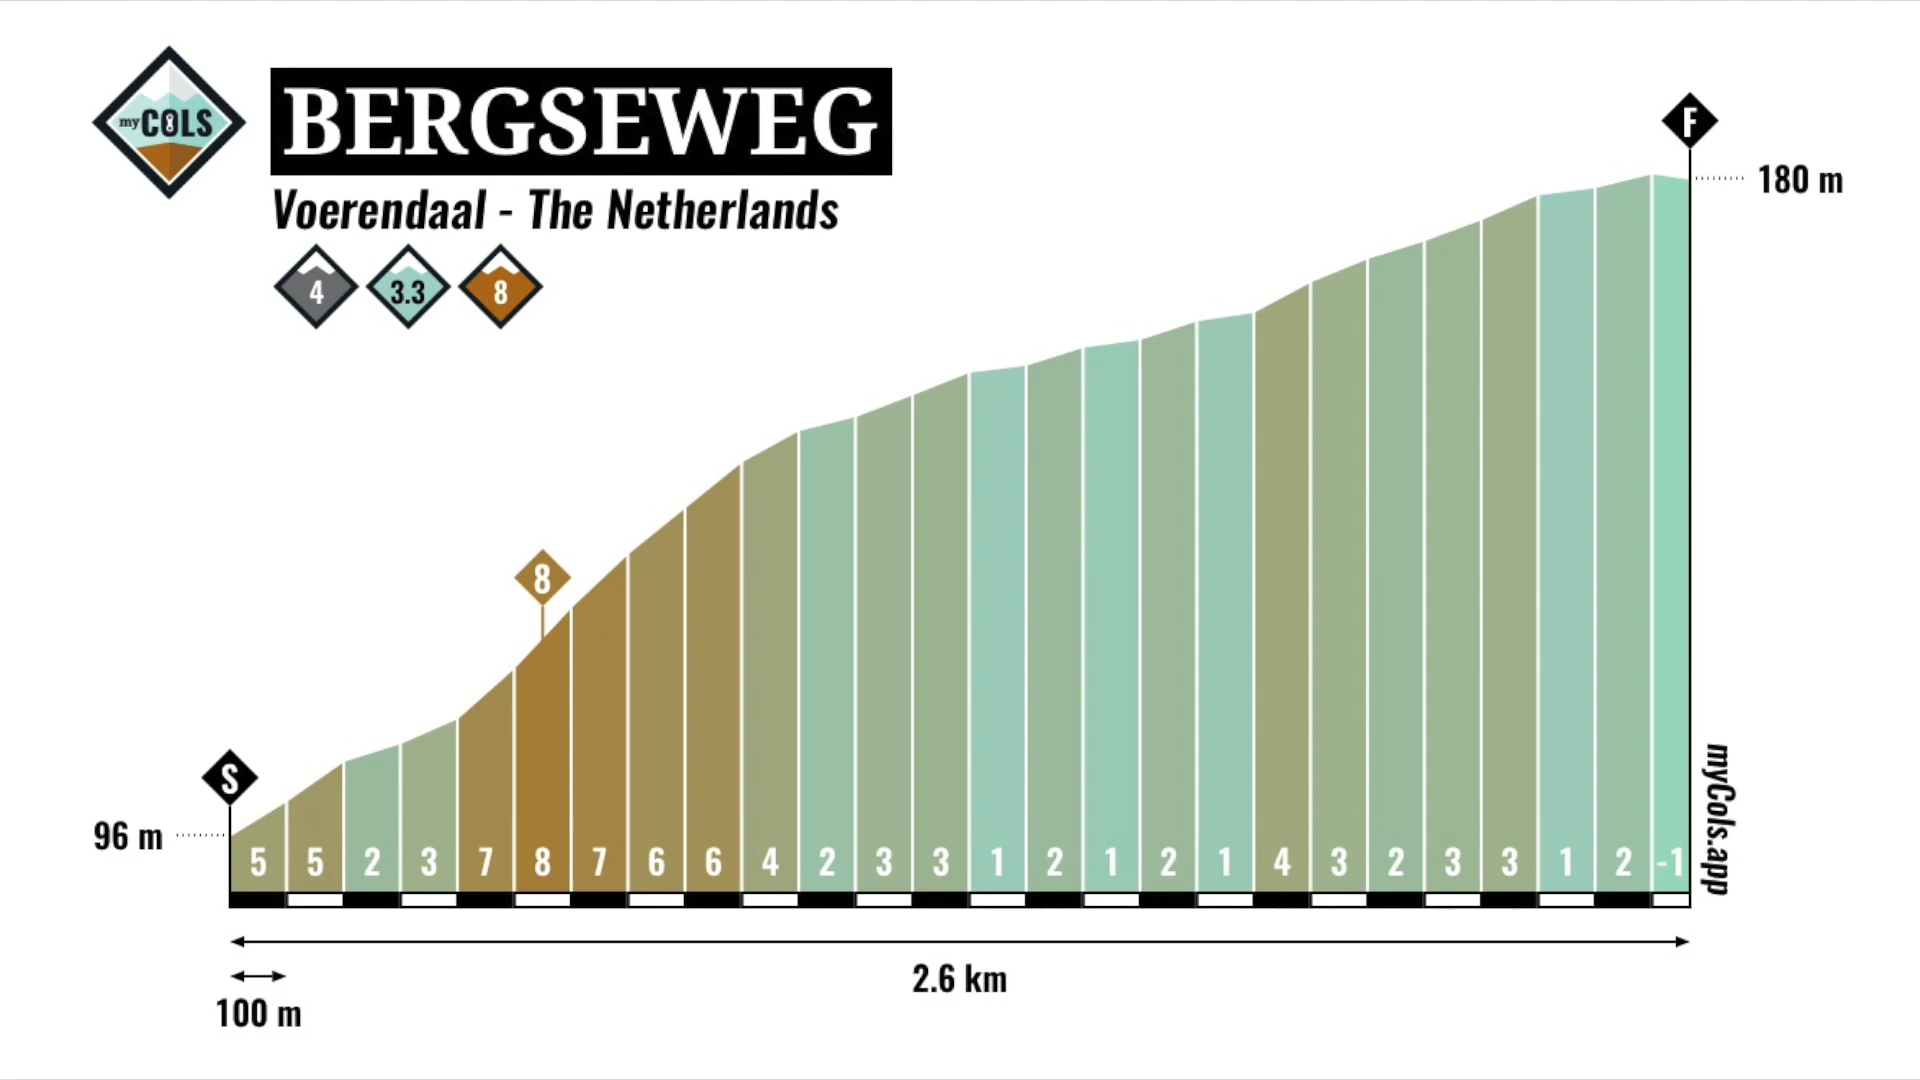 myCOLS
BERGSEWEG
Voerendaal - The Netherlands
4 3.3 8
F
180 m
8
S
96 m
5 5 2 3 7 8 7 6 6 4 2 3 3 1 2 1 2 1 4 3 2 3 3 1 2 -1
myCols.app
2.6 km
100 m